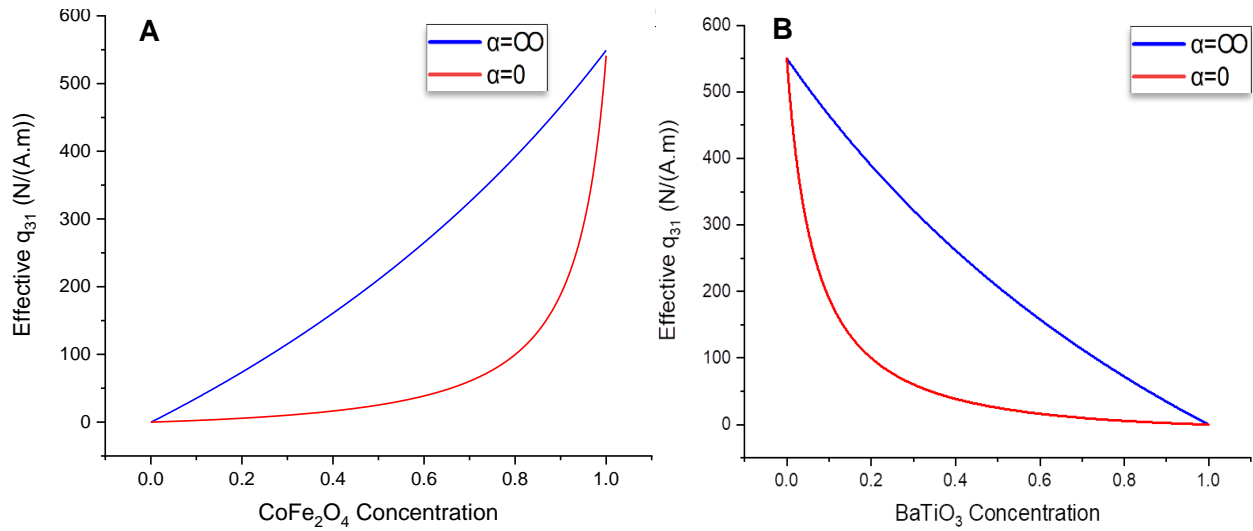 A
α=∞
α=0
600
500
400
300
200
100
0
Effective q₃₁ (N/(A.m))
0.0 0.2 0.4 0.6 0.8 1.0
CoFe₂O₄ Concentration
B
α=∞
α=0
600
500
400
300
200
100
0
Effective q₃₁ (N/(A.m))
0.0 0.2 0.4 0.6 0.8 1.0
BaTiO₃ Concentration